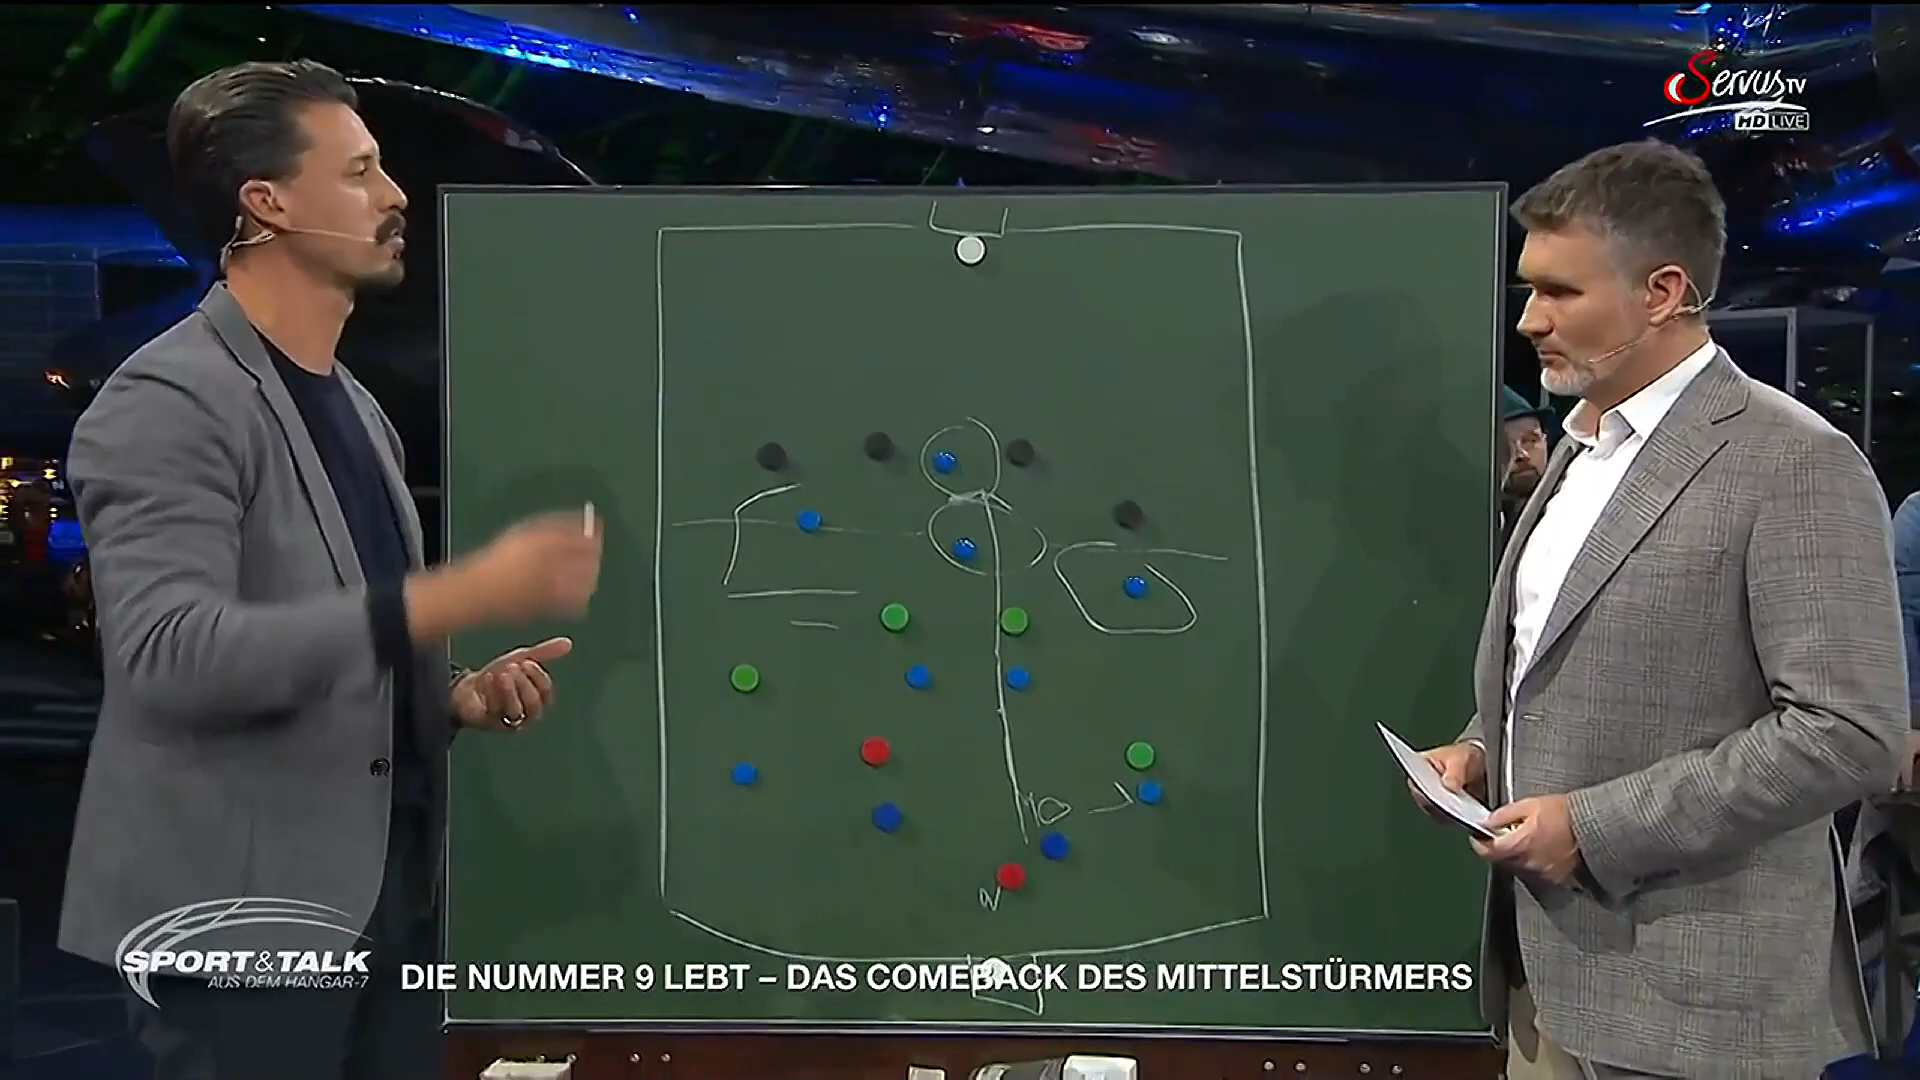 ServusTV
HD LIVE
SPORT&TALK
AUS DEM HANGAR-7
DIE NUMMER 9 LEBT – DAS COMEBACK DES MITTELSTÜRMERS